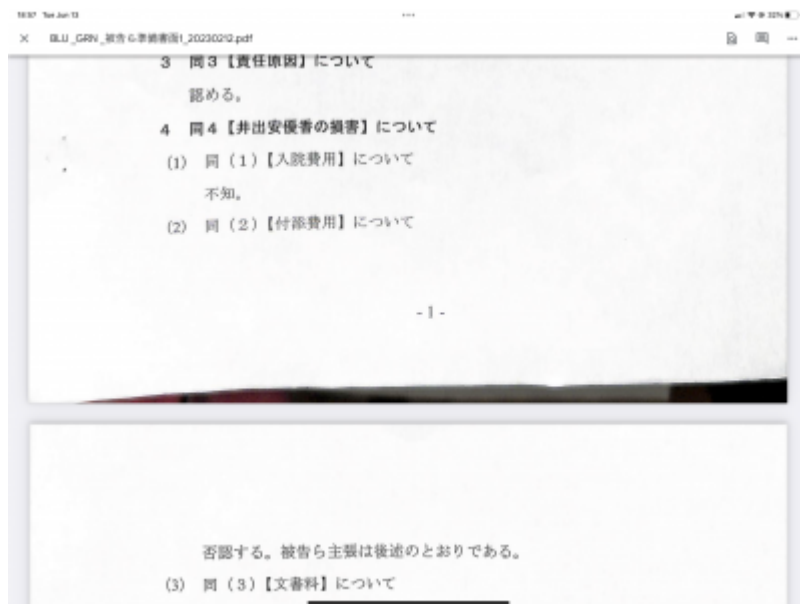 Tue Jun 13
3 同3【責任原因】について
認める。
4 同4【井出安優香の損害】について
(1) 同(1)【入院費用】について
不知。
(2) 同(2)【付添費用】について
- 1 -
否認する。被告ら主張は後述のとおりである。
(3) 同(3)【文書料】について